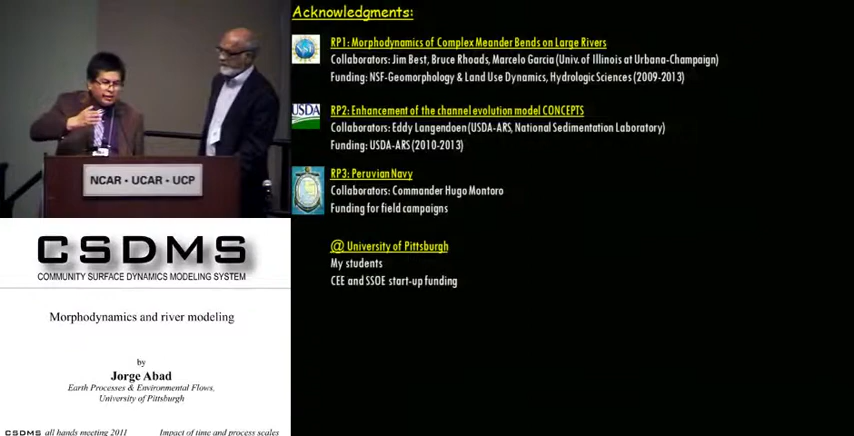 Acknowledgments:
NSF
RP1: Morphodynamics of Complex Meander Bends on Large Rivers
Collaborators: Jim Best, Bruce Rhoads, Marcelo Garcia (Univ. of Illinois at Urbana-Champaign)
Funding: NSF-Geomorphology & Land Use Dynamics, Hydrologic Sciences (2009-2013)
USDA
RP2: Enhancement of the channel evolution model CONCEPTS
Collaborators: Eddy Langendoen (USDA-ARS, National Sedimentation Laboratory)
Funding: USDA-ARS (2010-2013)
RP3: Peruvian Navy
Collaborators: Commander Hugo Montoro
Funding for field campaigns
@ University of Pittsburgh
My students
CEE and SSOE start-up funding
NCAR • UCAR • UCP
CSDMS
COMMUNITY SURFACE DYNAMICS MODELING SYSTEM
Morphodynamics and river modeling
by
Jorge Abad
Earth Processes & Environmental Flows,
University of Pittsburgh
CSDMS all hands meeting 2011 Impact of time and process scales